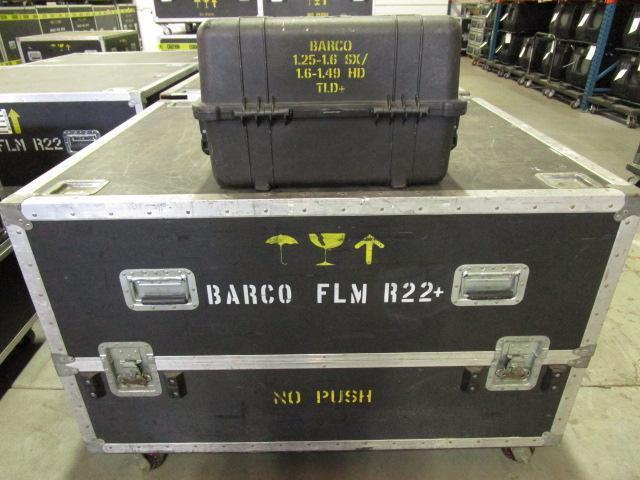 BARCO
1.25-1.6 SX/
1.6-1.49 HD
TLD+
FLM R22
BARCO FLM R22+
NO PUSH